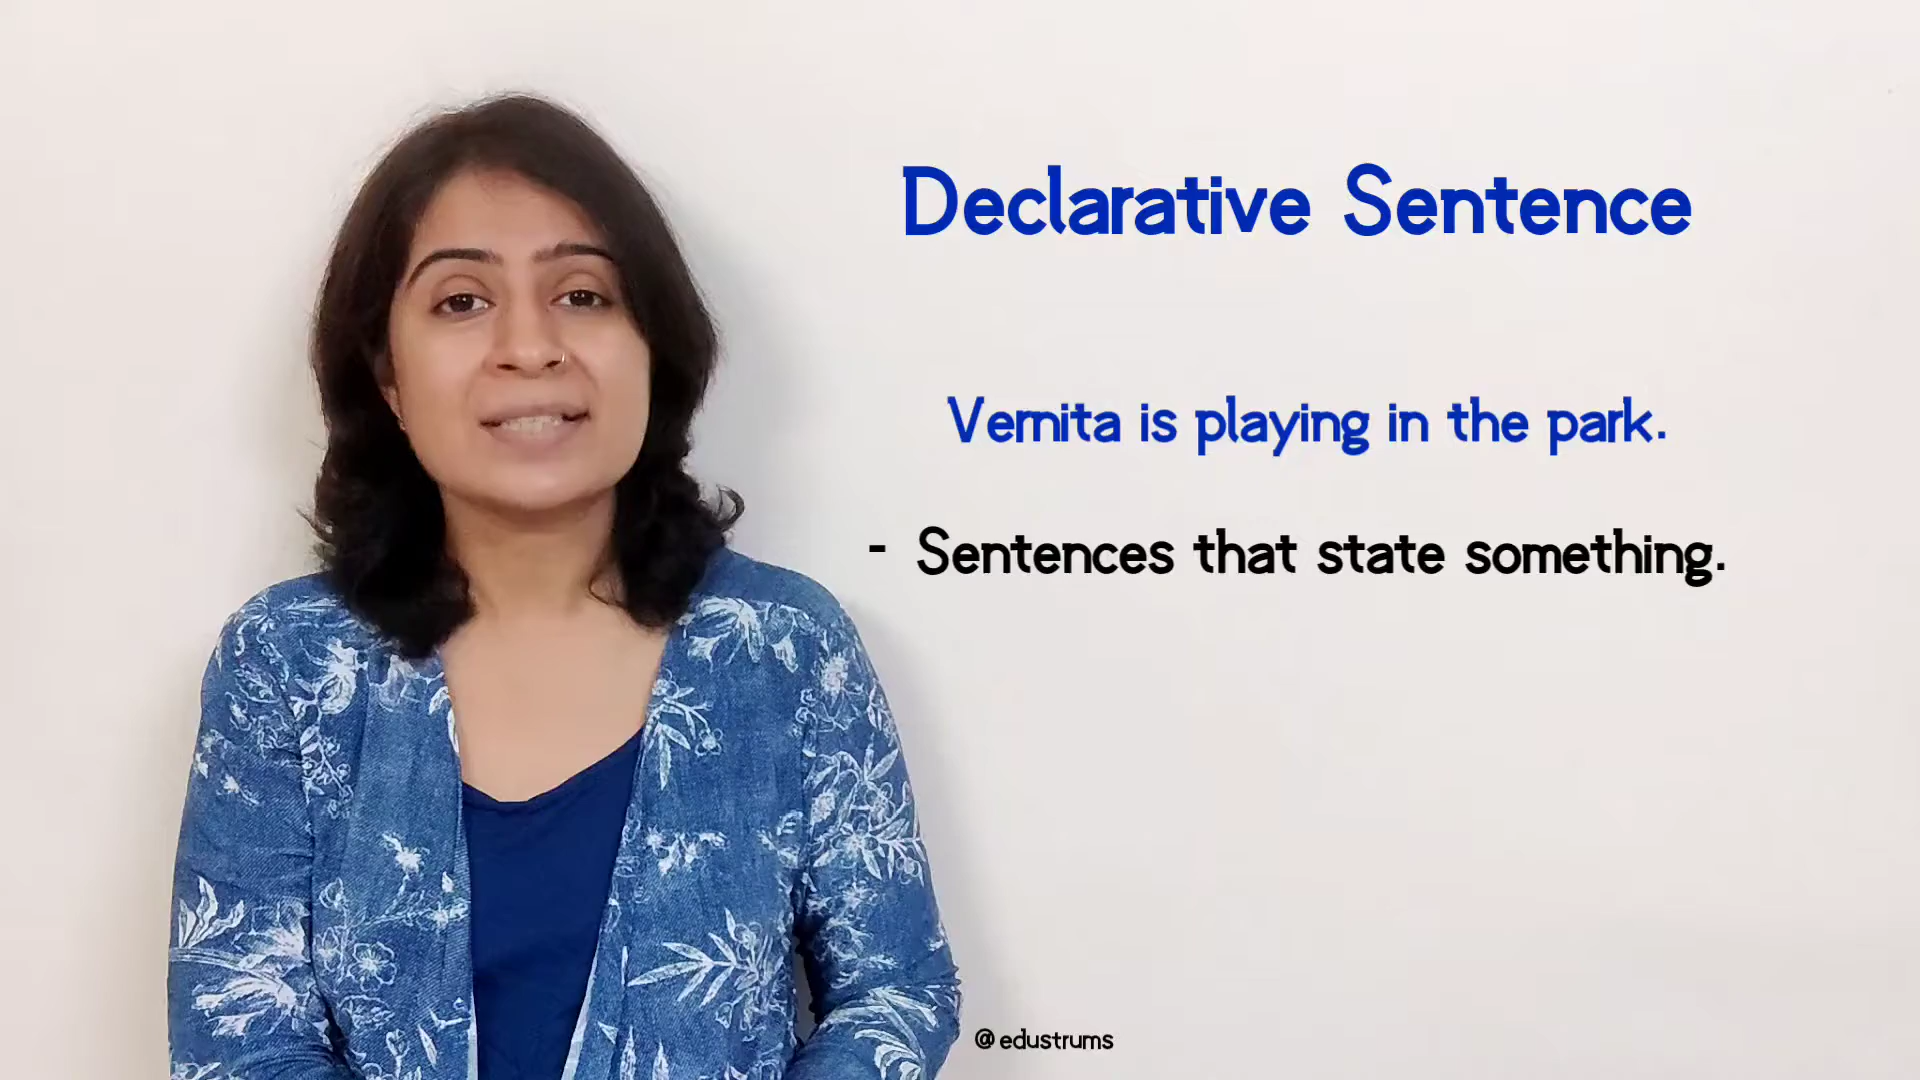 Declarative Sentence
Vernita is playing in the park.
- Sentences that state something.
@edustrums